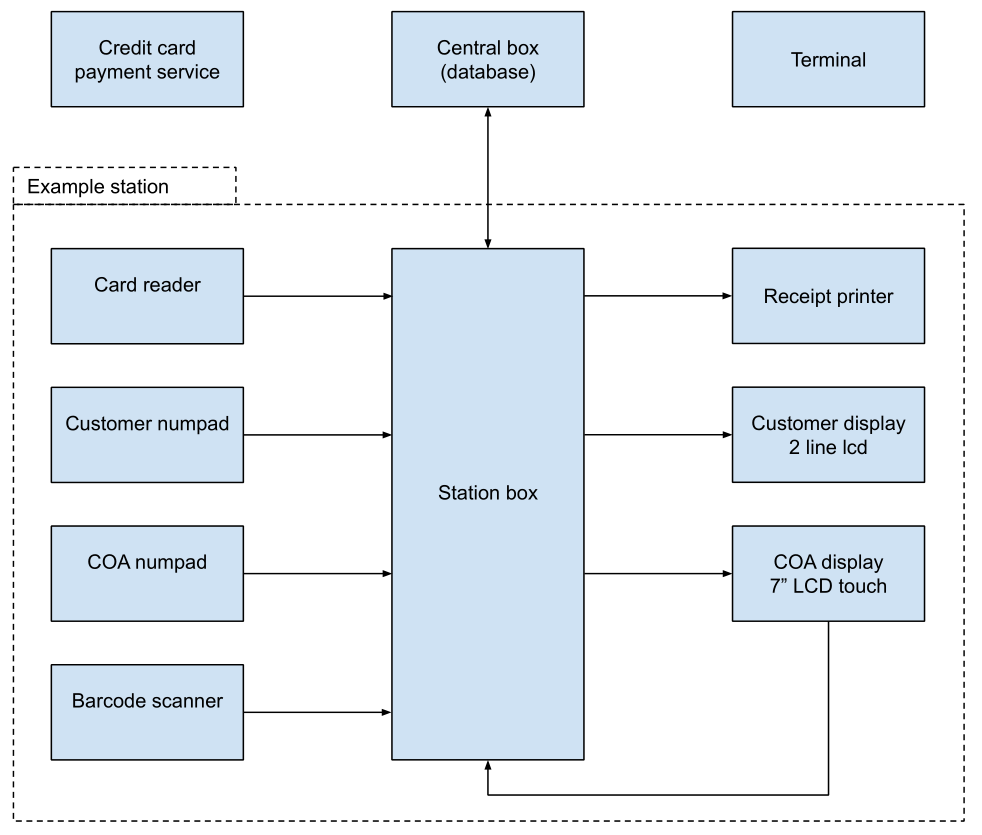 Credit card
payment service
Central box
(database)
Terminal
Example station
Card reader
Receipt printer
Customer numpad
Customer display
2 line lcd
Station box
COA numpad
COA display
7” LCD touch
Barcode scanner